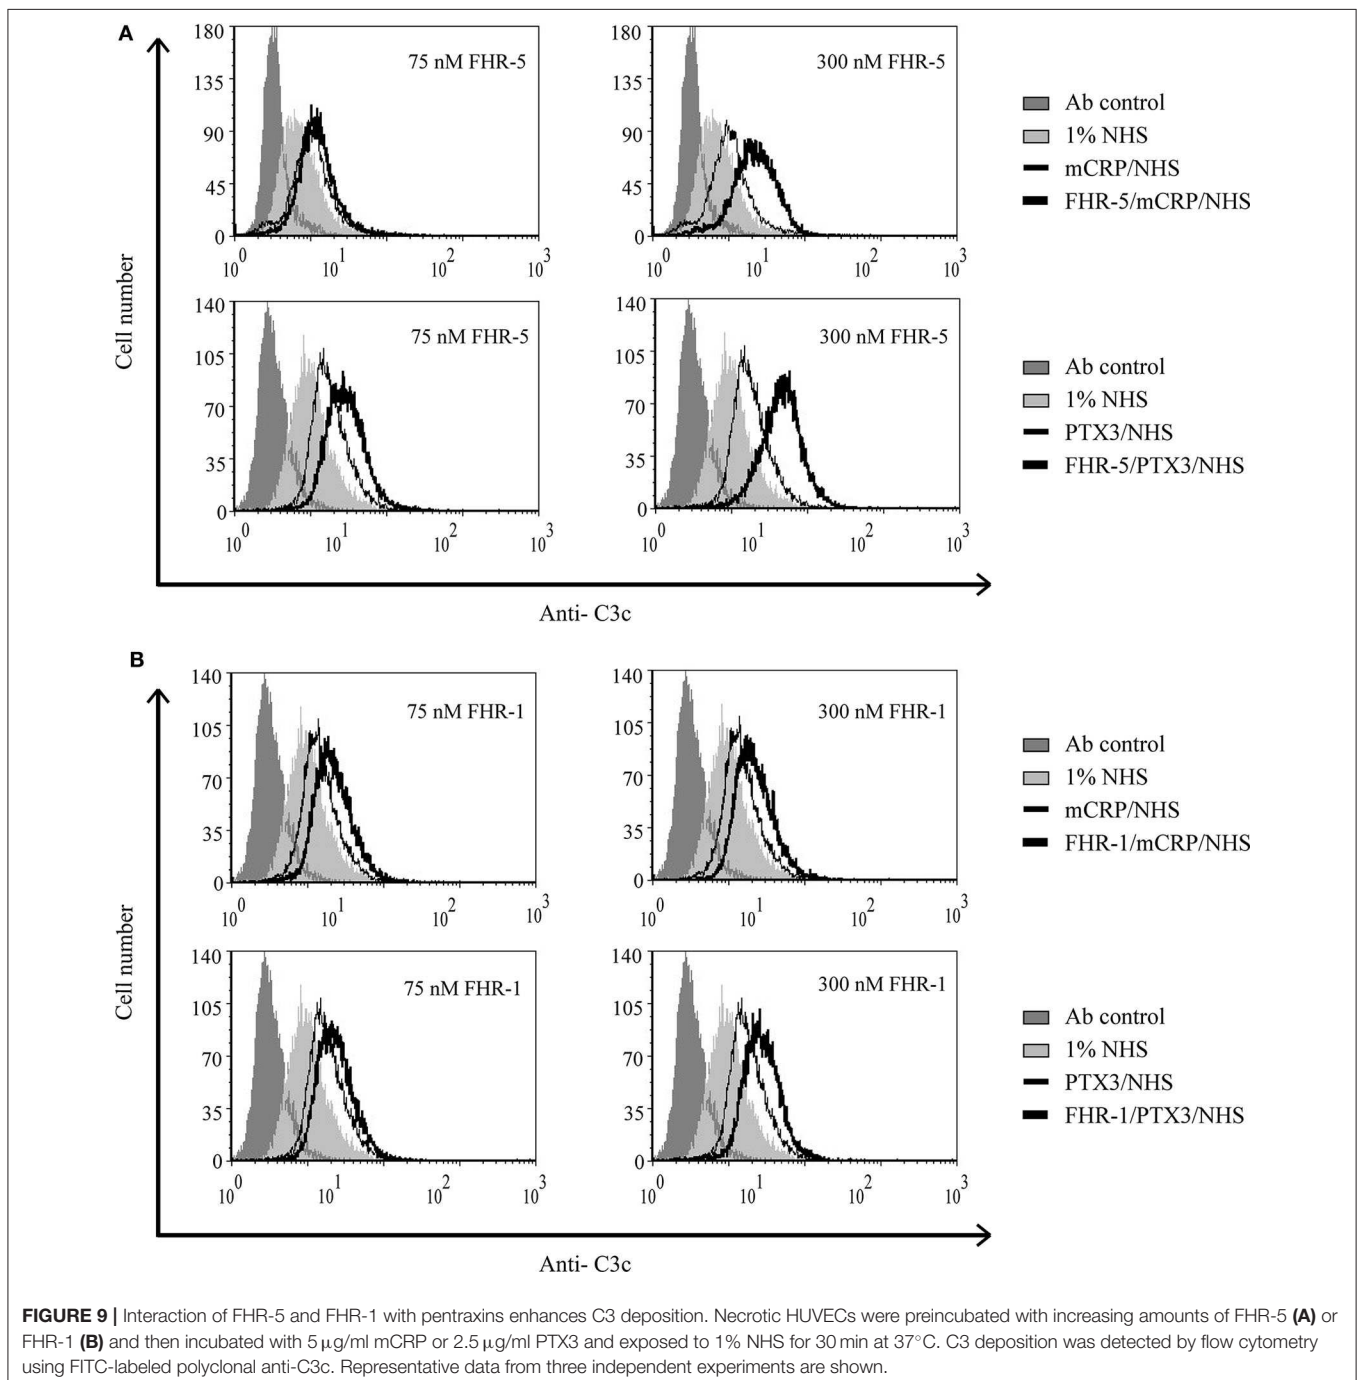 A
180
135
90
45
0
75 nM FHR-5
10^0 10^1 10^2 10^3
180
135
90
45
0
300 nM FHR-5
10^0 10^1 10^2 10^3
Ab control
1% NHS
mCRP/NHS
FHR-5/mCRP/NHS
Cell number
140
105
70
35
0
75 nM FHR-5
10^0 10^1 10^2 10^3
140
105
70
35
0
300 nM FHR-5
10^0 10^1 10^2 10^3
Ab control
1% NHS
PTX3/NHS
FHR-5/PTX3/NHS
Anti- C3c
B
140
105
70
35
0
75 nM FHR-1
10^0 10^1 10^2 10^3
140
105
70
35
0
300 nM FHR-1
10^0 10^1 10^2 10^3
Ab control
1% NHS
mCRP/NHS
FHR-1/mCRP/NHS
Cell number
140
105
70
35
0
75 nM FHR-1
10^0 10^1 10^2 10^3
140
105
70
35
0
300 nM FHR-1
10^0 10^1 10^2 10^3
Ab control
1% NHS
PTX3/NHS
FHR-1/PTX3/NHS
Anti- C3c
FIGURE 9 | Interaction of FHR-5 and FHR-1 with pentraxins enhances C3 deposition. Necrotic HUVECs were preincubated with increasing amounts of FHR-5 (A) or
FHR-1 (B) and then incubated with 5 μg/ml mCRP or 2.5 μg/ml PTX3 and exposed to 1% NHS for 30 min at 37°C. C3 deposition was detected by flow cytometry
using FITC-labeled polyclonal anti-C3c. Representative data from three independent experiments are shown.